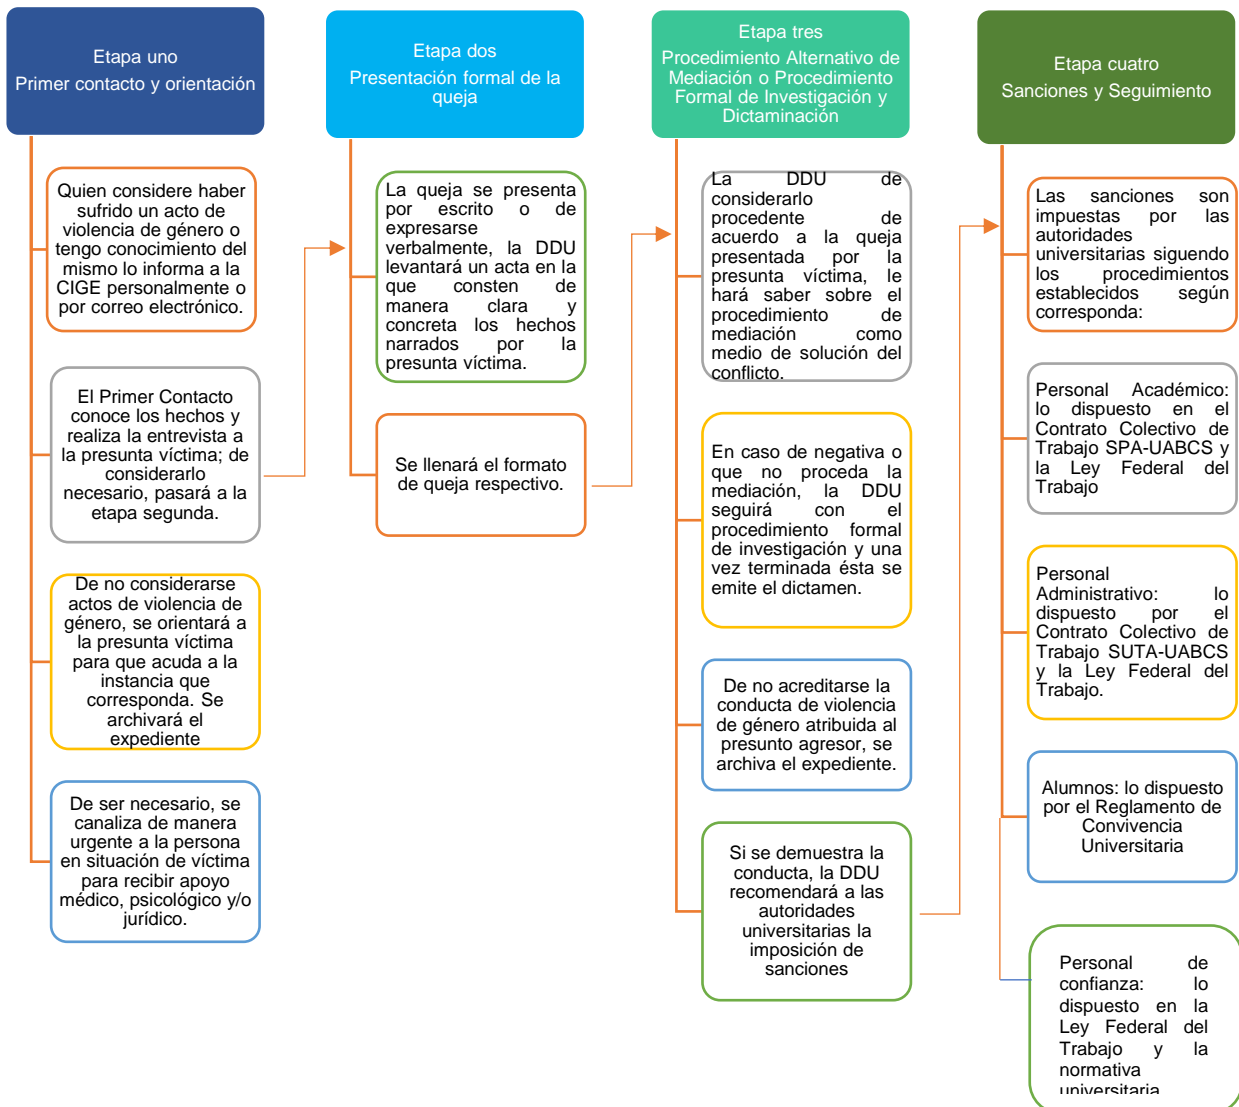 Etapa uno
Primer contacto y orientación
Quien considere haber
sufrido un acto de
violencia de género o
tengo conocimiento del
mismo lo informa a la
CIGE personalmente o
por correo electrónico.
El Primer Contacto
conoce los hechos y
realiza la entrevista a
la presunta víctima; de
considerarlo
necesario, pasará a la
etapa segunda.
De no considerarse
actos de violencia de
género, se orientará a
la presunta víctima
para que acuda a la
instancia que
corresponda. Se
archivará el
expediente
De ser necesario, se
canaliza de manera
urgente a la persona
en situación de víctima
para recibir apoyo
médico, psicológico y/o
jurídico.
Etapa dos
Presentación formal de la
queja
La queja se presenta
por escrito o de
expresarse
verbalmente, la DDU
levantará un acta en la
que consten de
manera clara y
concreta los hechos
narrados por la
presunta víctima.
Se llenará el formato
de queja respectivo.
Etapa tres
Procedimiento Alternativo de
Mediación o Procedimiento
Formal de Investigación y
Dictaminación
La DDU de
considerarlo
procedente de
acuerdo a la queja
presentada por la
presunta víctima, le
hará saber sobre el
procedimiento de
mediación como
medio de solución del
conflicto.
En caso de negativa o
que no proceda la
mediación, la DDU
seguirá con el
procedimiento formal
de investigación y una
vez terminada ésta se
emite el dictamen.
De no acreditarse la
conducta de violencia
de género atribuida al
presunto agresor, se
archiva el expediente.
Si se demuestra la
conducta, la DDU
recomendará a las
autoridades
universitarias la
imposición de
sanciones
Etapa cuatro
Sanciones y Seguimiento
Las sanciones son
impuestas por las
autoridades
universitarias siguendo
los procedimientos
establecidos según
corresponda:
Personal Académico:
lo dispuesto en el
Contrato Colectivo de
Trabajo SPA-UABCS y
la Ley Federal del
Trabajo
Personal
Administrativo: lo
dispuesto por el
Contrato Colectivo de
Trabajo SUTA-UABCS
y la Ley Federal del
Trabajo.
Alumnos: lo dispuesto
por el Reglamento de
Convivencia
Universitaria
Personal de
confianza: lo
dispuesto en la
Ley Federal del
Trabajo y la
normativa
universitaria